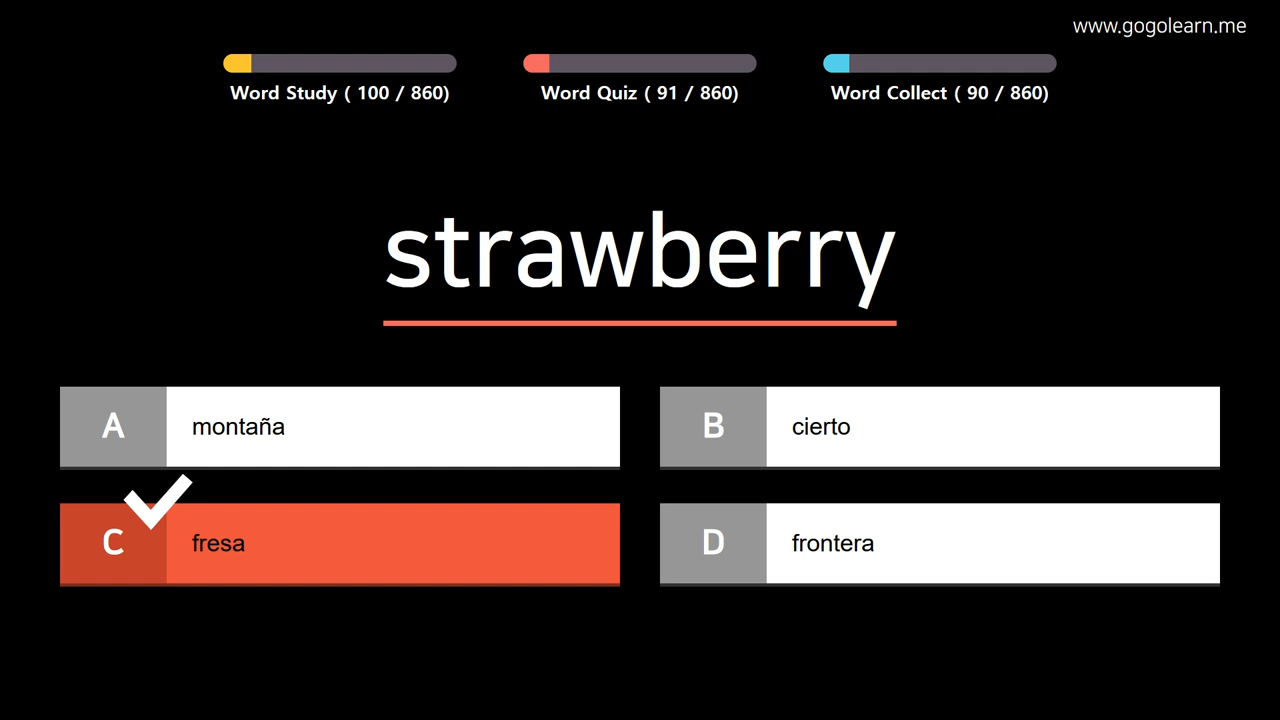 www.gogolearn.me
Word Study ( 100 / 860)
Word Quiz ( 91 / 860)
Word Collect ( 90 / 860)
strawberry
A montaña
B cierto
C fresa
D frontera